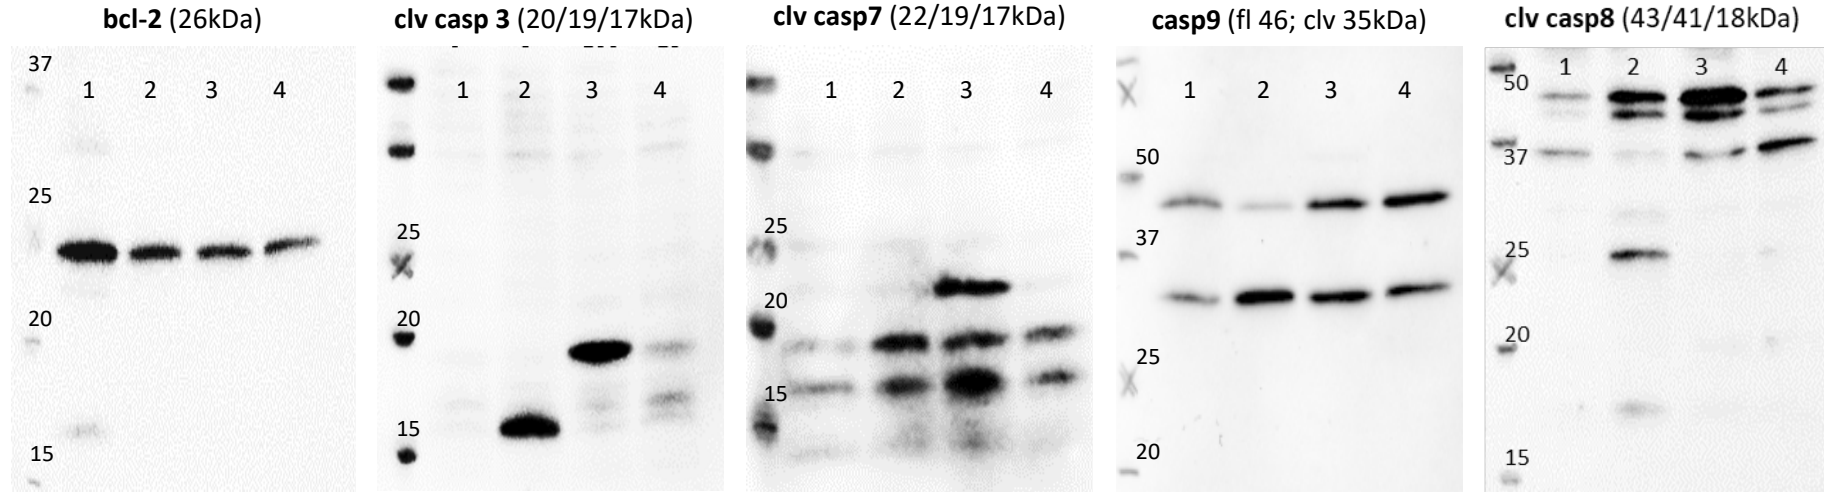 bcl-2 (26kDa)
37
1 2 3 4
25
20
15
clv casp 3 (20/19/17kDa)
1 2 3 4
25
20
15
clv casp7 (22/19/17kDa)
1 2 3 4
25
20
15
casp9 (fl 46; clv 35kDa)
1 2 3 4
50
37
25
20
clv casp8 (43/41/18kDa)
1 2 3 4
50
37
25
20
15